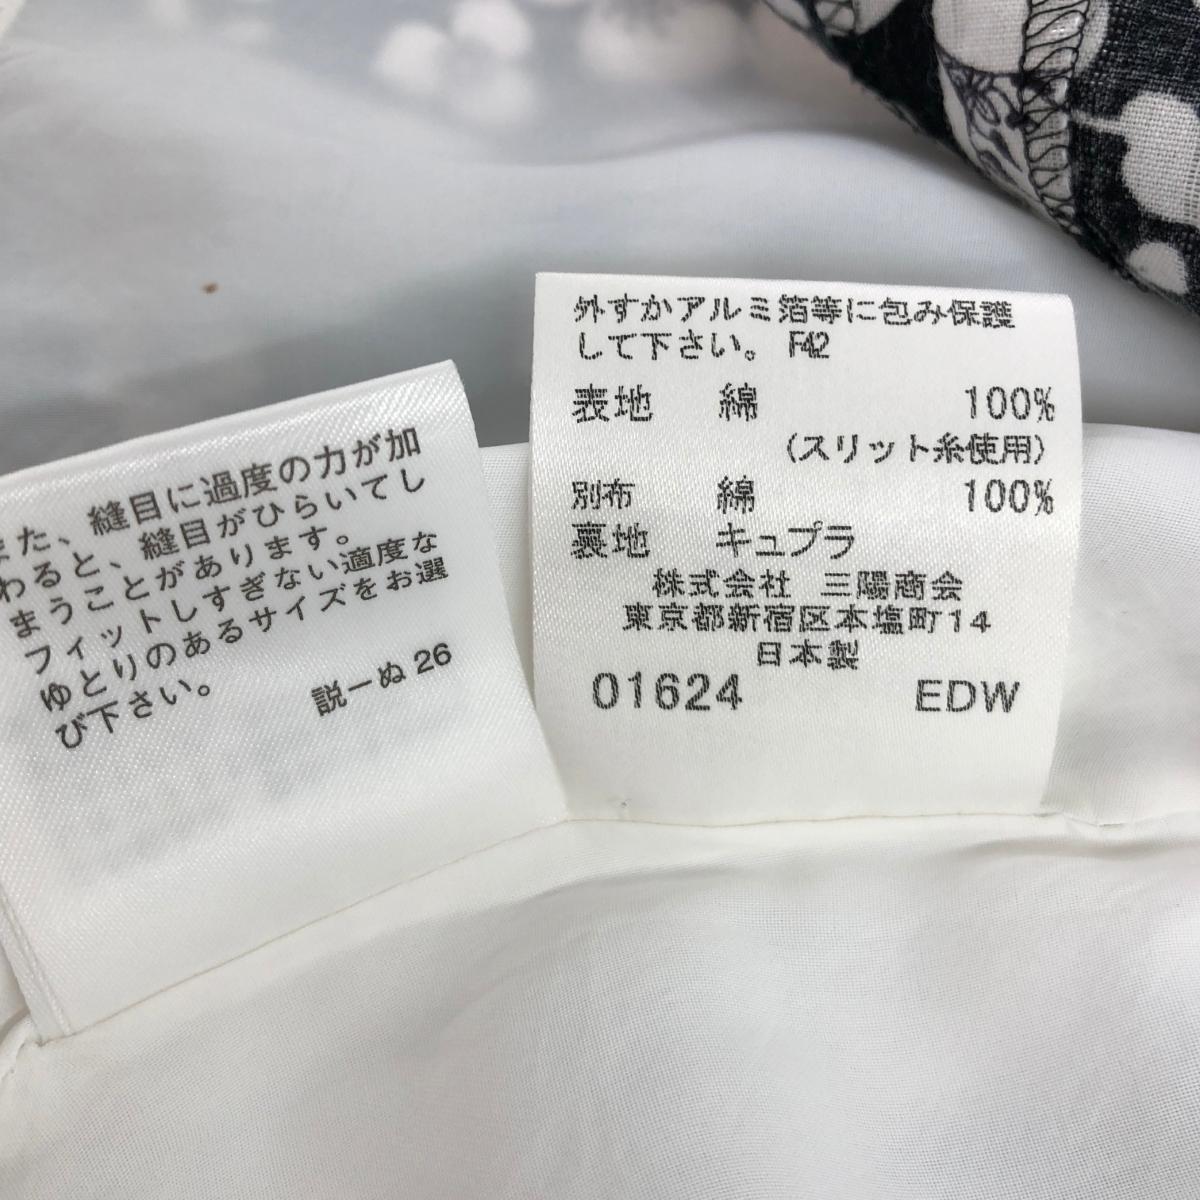 また、縫目に過度の力が加
わると、縫目がひらいてし
まうことがあります。
フィットしすぎない適度な
ゆとりのあるサイズをお選
び下さい。
説ーぬ 26
外すかアルミ箔等に包み保護
して下さい。 F42
表地 綿 100%
(スリット糸使用)
別布 綿 100%
裏地 キュプラ
株式会社 三陽商会
東京都新宿区本塩町14
日本製
01624 EDW